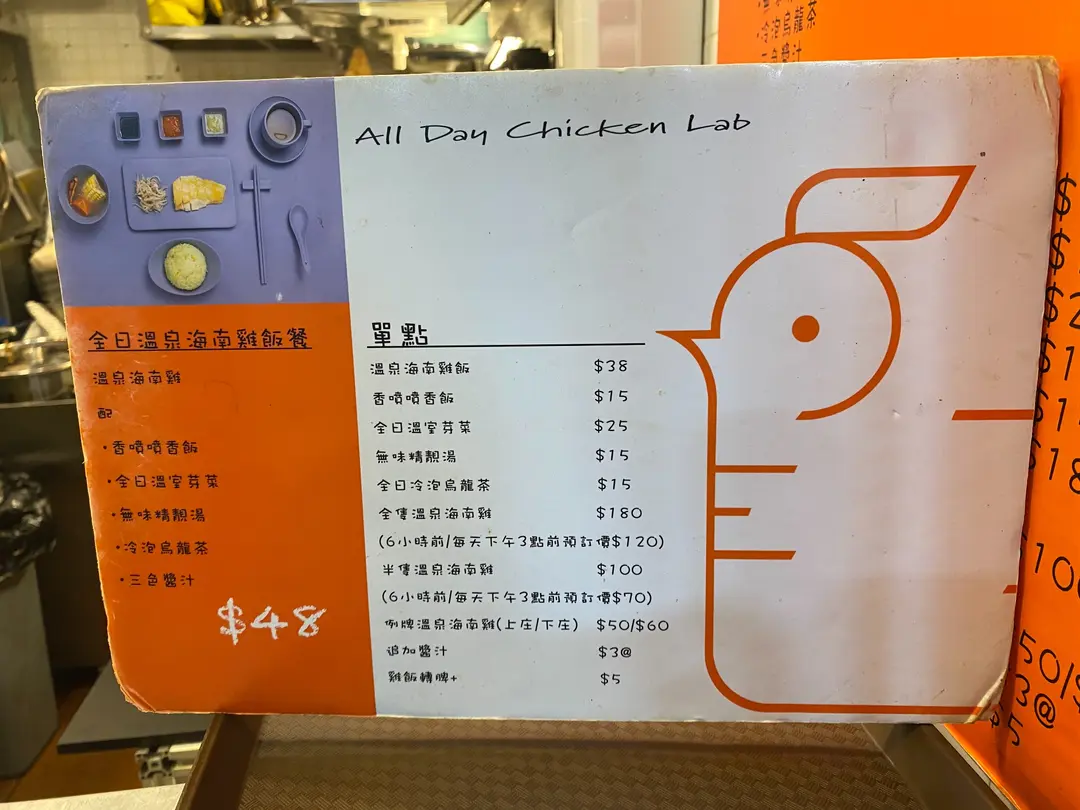 All Day Chicken Lab
全日溫泉海南雞飯餐
溫泉海南雞
配
·香噴噴香飯
·全日溫室芽菜
·無味精靚湯
·冷泡烏龍茶
·三色醬汁
$48
單點
溫泉海南雞飯 $38
香噴噴香飯 $15
全日溫室芽菜 $25
無味精靚湯 $15
全日冷泡烏龍茶 $15
全隻溫泉海南雞 $180
(6小時前/每天下午3點前預訂價$120)
半隻溫泉海南雞 $100
(6小時前/每天下午3點前預訂價$70)
例牌溫泉海南雞(上庄/下庄) $50/$60
追加醬汁 $3@
雞飯轉髀+ $5
·冷泡烏龍茶
三色醬汁
50/$
3@
$5